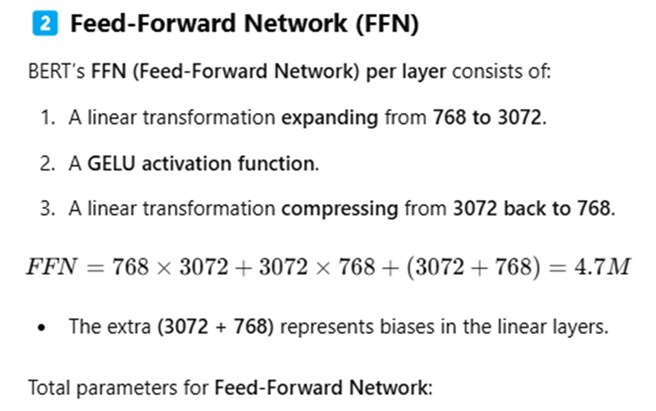 2 Feed-Forward Network (FFN)
BERT's FFN (Feed-Forward Network) per layer consists of:
1. A linear transformation expanding from 768 to 3072.
2. A GELU activation function.
3. A linear transformation compressing from 3072 back to 768.
FFN = 768 × 3072 + 3072 × 768 + (3072 + 768) = 4.7M
• The extra (3072 + 768) represents biases in the linear layers.
Total parameters for Feed-Forward Network: